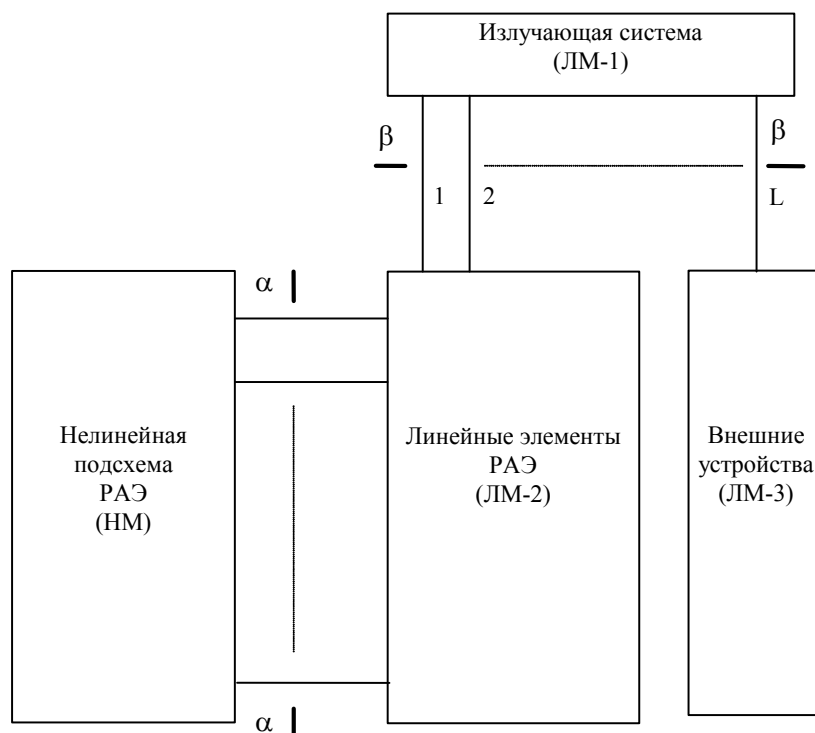 Излучающая система
(ЛМ-1)
β
β
1
2
L
α
Нелинейная
подсхема
РАЭ
(НМ)
Линейные элементы
РАЭ
(ЛМ-2)
Внешние
устройства
(ЛМ-3)
α